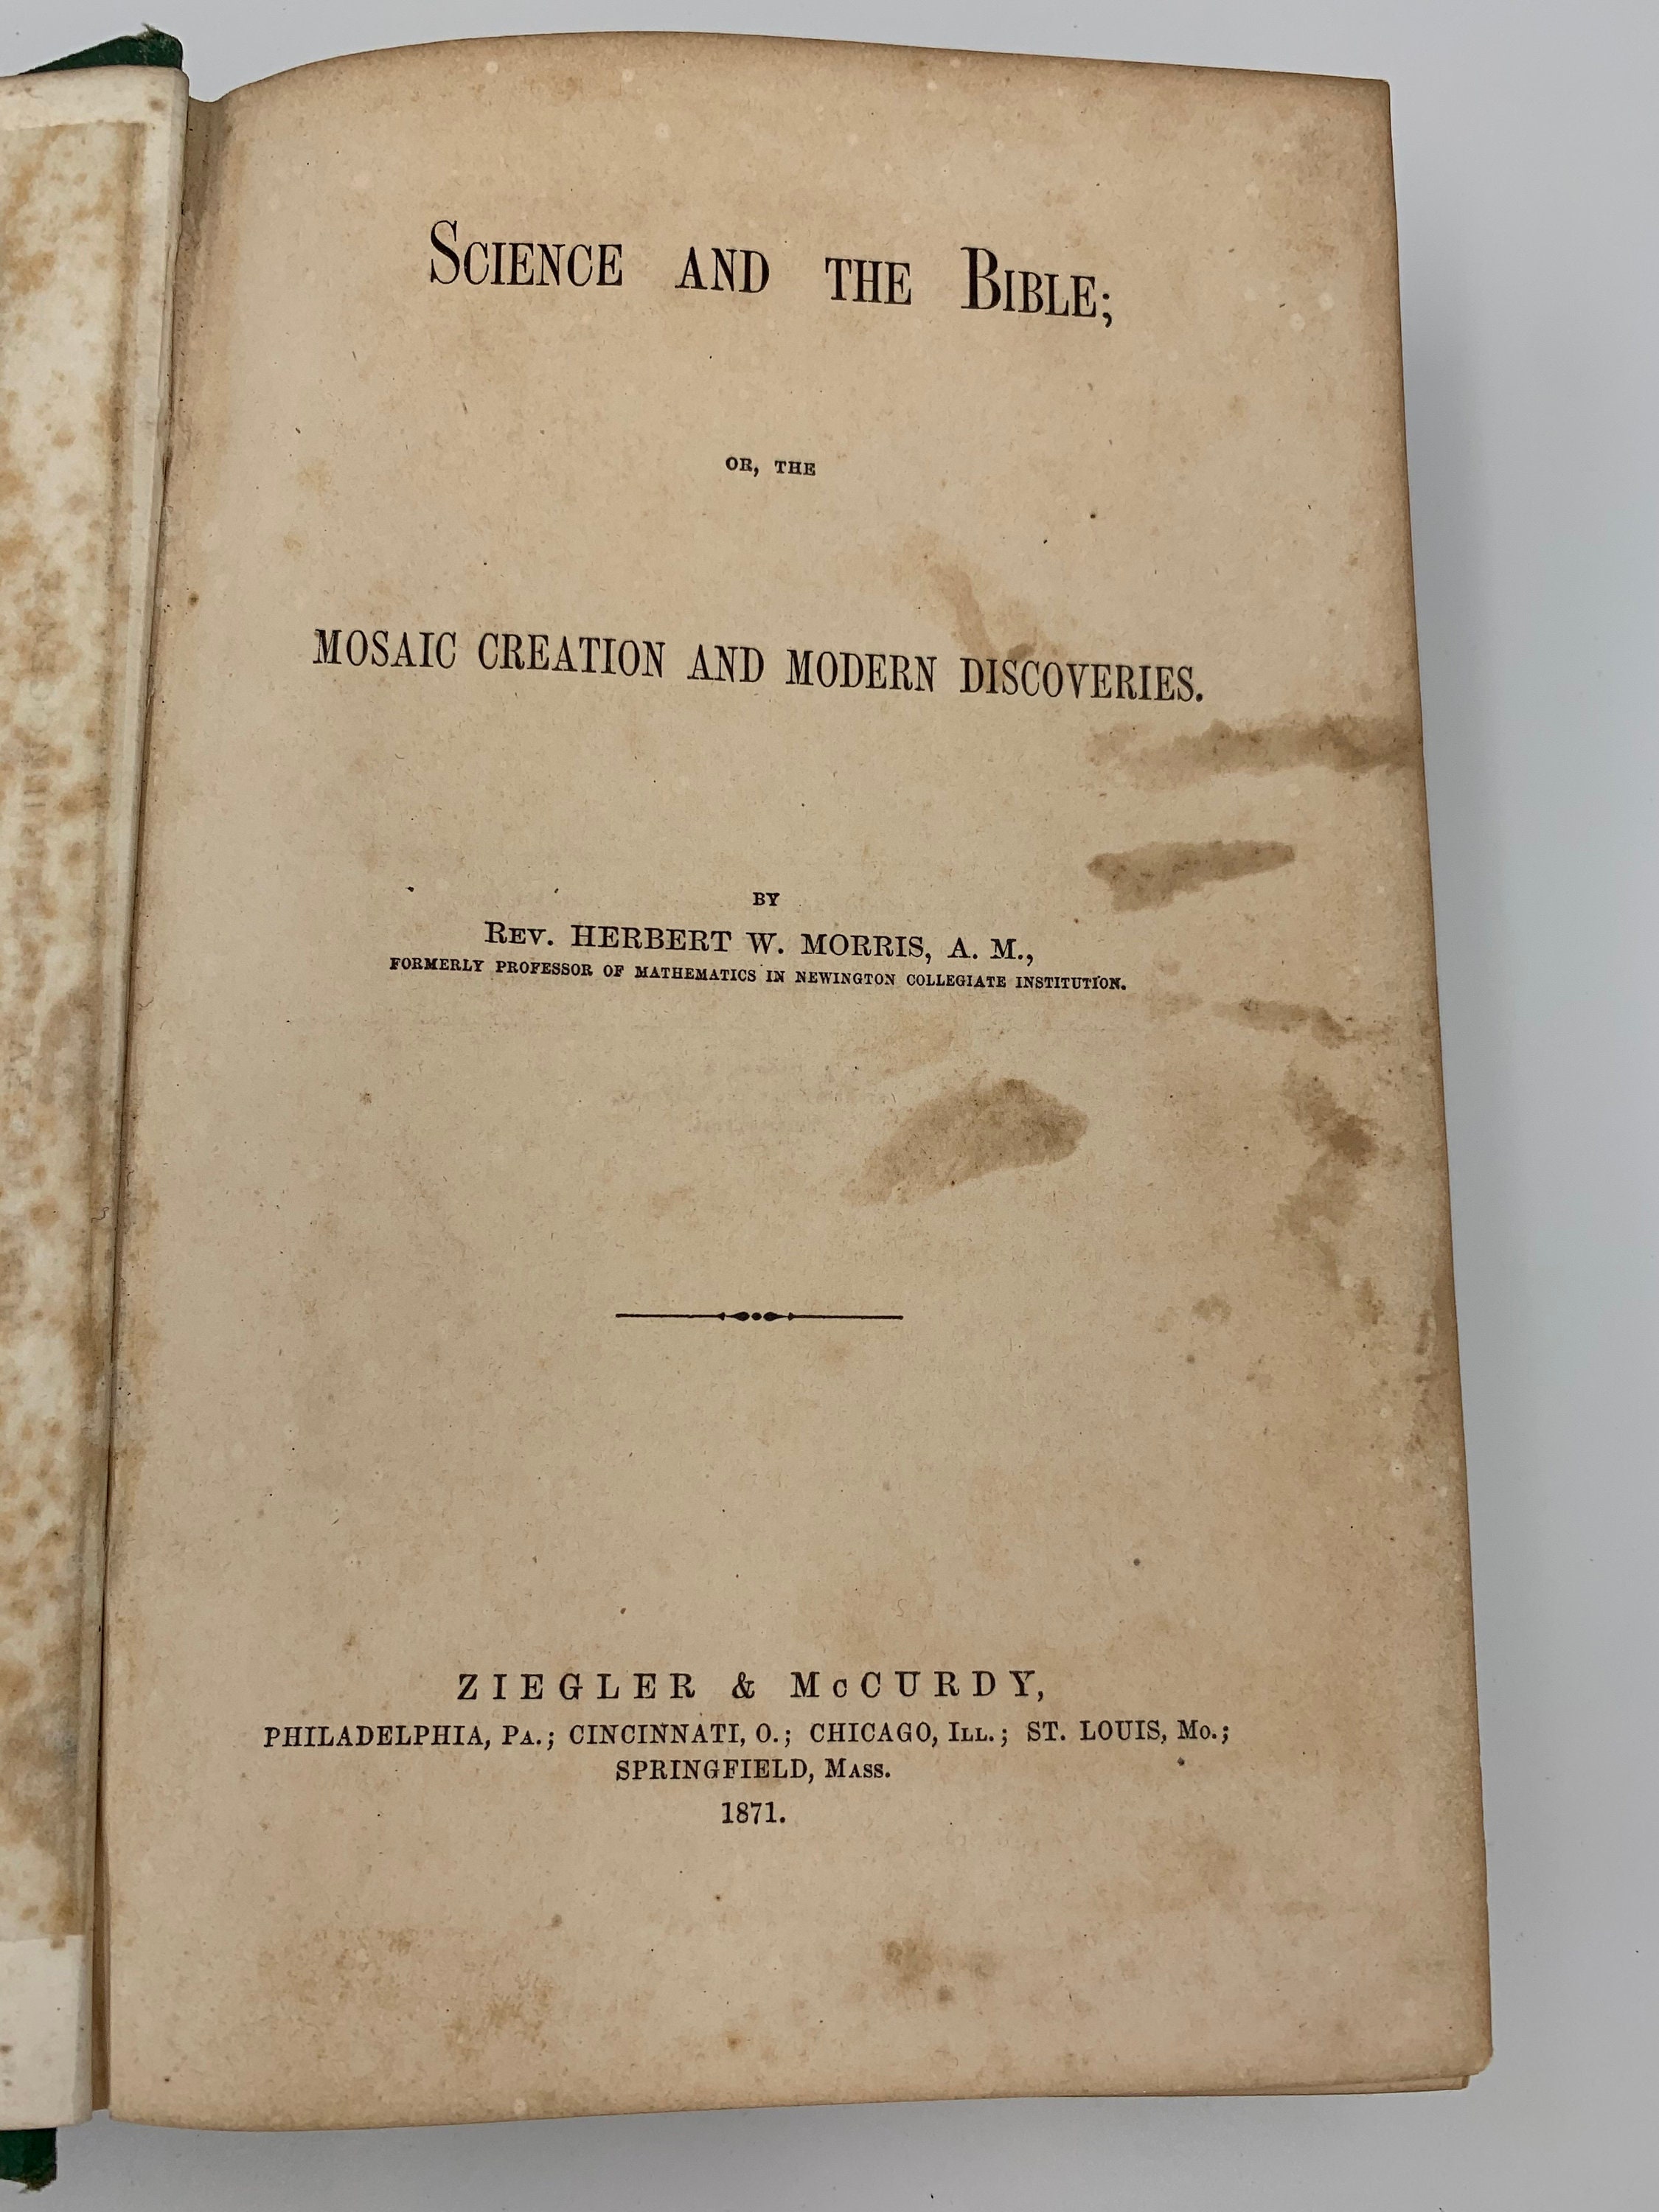 SCIENCE AND THE BIBLE;
OR, THE
MOSAIC CREATION AND MODERN DISCOVERIES.
BY
REV. HERBERT W. MORRIS, A. M.,
FORMERLY PROFESSOR OF MATHEMATICS IN NEWINGTON COLLEGIATE INSTITUTION.
ZIEGLER & McCURDY,
PHILADELPHIA, PA.; CINCINNATI, O.; CHICAGO, ILL.; ST. LOUIS, MO.;
SPRINGFIELD, MASS.
1871.